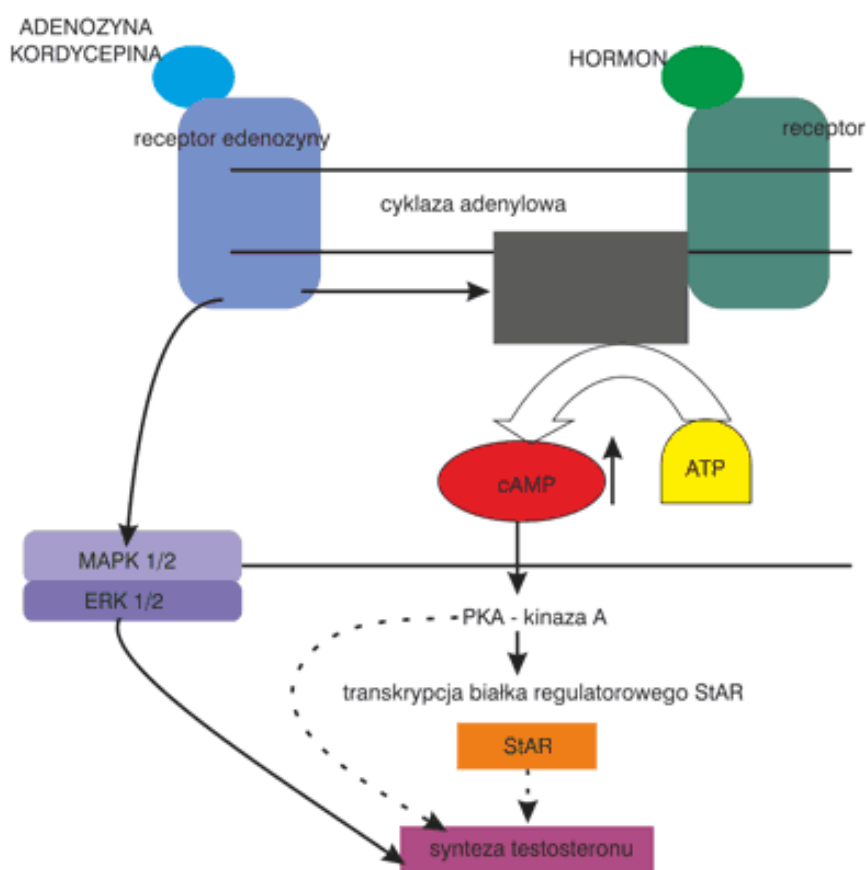 ADENOZYNA
KORDYCEPINA
HORMON
receptor edenozyny
receptor
cyklaza adenylowa
cAMP
ATP
MAPK 1/2
ERK 1/2
PKA - kinaza A
transkrypcja białka regulatorowego StAR
StAR
synteza testosteronu